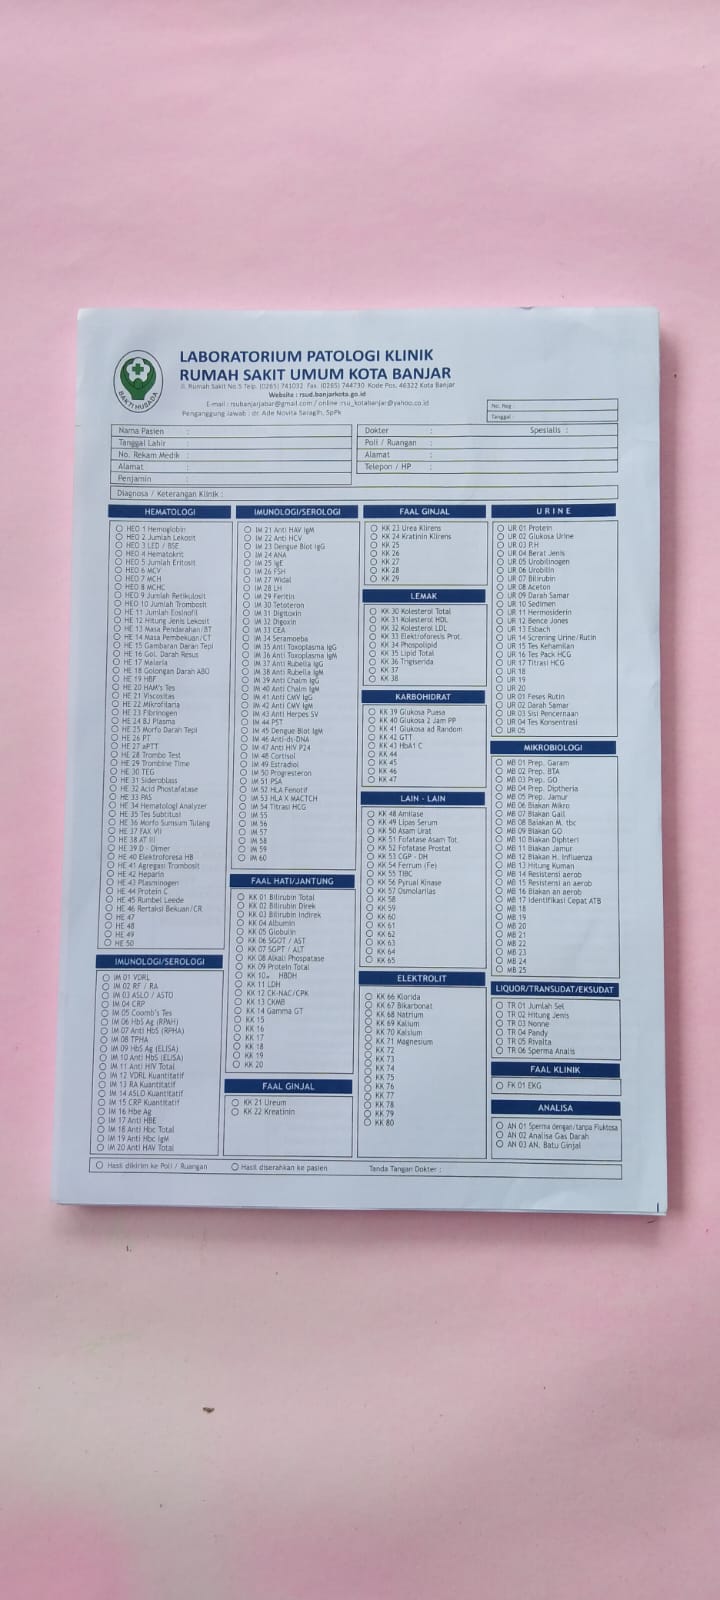 LABORATORIUM PATOLOGI KLINIK
RUMAH SAKIT UMUM KOTA BANJAR
Jl. Rumah Sakit No.5 Telp. (0265) 741032 Fax. (0265) 744730 Kode Pos. 46322 Kota Banjar
Website : rsud.banjarkota.go.id
E-mail : rsubanjarjabar@gmail.com / online :rsu_kotabanjar@yahoo.co.id
Penganggung Jawab : dr. Ade Novita Saragih, SpPk
BAKTI HUSADA
No. Reg
Tanggal :
Nama Pasien :
Tanggal Lahir :
No. Rekam Medik :
Alamat :
Penjamin :
Dokter : Spesialis :
Poli / Ruangan :
Alamat :
Telepon / HP :
Diagnosa / Keterangan Klinik :
HEMATOLOGI
HEO 1 Hemoglobin
HEO 2 Jumlah Lekosit
HEO 3 LED / BSE
HEO 4 Hematokrit
HEO 5 Jumlah Eritosit
HEO 6 MCV
HEO 7 MCH
HEO 8 MCHC
HEO 9 Jumlah Retikulosit
HEO 10 Jumlah Trombosit
HE 11 Jumlah Eosinofil
HE 12 Hitung Jenis Lekosit
HE 13 Masa Pendarahan/BT
HE 14 Masa Pembekuan/CT
HE 15 Gambaran Daran Tepi
HE 16 Gol. Darah Resus
HE 17 Malaria
HE 18 Golongan Darah ABO
HE 19 HBF
HE 20 HAM's Tes
HE 21 Viscositas
HE 22 Mikrofilaria
HE 23 Fibrinogen
HE 24 BJ Plasma
HE 25 Morfo Darah Tepi
HE 26 PT
HE 27 aPTT
HE 28 Trombo Test
HE 29 Trombine Time
HE 30 TEG
HE 31 Sideroblass
HE 32 Acid Phostafatase
HE 33 PAS
HE 34 Hematologi Analyzer
HE 35 Tes Subtitusi
HE 36 Morfo Sumsum Tulang
HE 37 FAX VII
HE 38 AT III
HE 39 D - Dimer
HE 40 Elektroforesa HB
HE 41 Agregasi Trombosit
HE 42 Heparin
HE 43 Plasminogen
HE 44 Protein C
HE 45 Rumbel Leede
HE 46 Rertaksi Bekuan/CR
HE 47
HE 48
HE 49
HE 50
IMUNOLOGI/SEROLOGI
IM 01 VDRL
IM 02 RF / RA
IM 03 ASLO / ASTO
IM 04 CRP
IM 05 Coomb's Tes
IM 06 HbS Ag (RPAH)
IM 07 Anti HbS (RPHA)
IM 08 TPHA
IM 09 HbS Ag (ELISA)
IM 10 Anti HbS (ELISA)
IM 11 Anti HIV Total
IM 12 VDRL Kuantitatif
IM 13 RA Kuantitatif
IM 14 ASLO Kuantitatif
IM 15 CRP Kuantitatif
IM 16 Hbe Ag
IM 17 Anti HBE
IM 18 Anti Hbc Total
IM 19 Anti Hbc IgM
IM 20 Anti HAV Total
IMUNOLOGI/SEROLOGI
IM 21 Anti HAV IgM
IM 22 Anti HCV
IM 23 Dengue Blot IgG
IM 24 ANA
IM 25 IgE
IM 26 FSH
IM 27 Widal
IM 28 LH
IM 29 Feritin
IM 30 Tetoteron
IM 31 Digitoxin
IM 32 Digoxin
IM 33 CEA
IM 34 Seramoeba
IM 35 Anti Toxoplasma IgG
IM 36 Anti Toxoplasma IgM
IM 37 Anti Rubella IgG
IM 38 Anti Rubella IgM
IM 39 Anti Chalm IgG
IM 40 Anti Chalm IgM
IM 41 Anti CMV IgG
IM 42 Anti CMV IgM
IM 43 Anti Herpes SV
IM 44 PST
IM 45 Dengue Blot IgM
IM 46 Anti-ds-DNA
IM 47 Anti HIV P24
IM 48 Cortisol
IM 49 Estradiol
IM 50 Progresteron
IM 51 PSA
IM 52 HLA Fenotif
IM 53 HLA X MACTCH
IM 54 Titrasi HCG
IM 55
IM 56
IM 57
IM 58
IM 59
IM 60
FAAL HATI/JANTUNG
KK 01 Bilirubin Total
KK 02 Bilirubin Direk
KK 03 Bilirubin Indirek
KK 04 Albumin
KK 05 Globulin
KK 06 SGOT / AST
KK 07 SGPT / ALT
KK 08 Alkali Phospatase
KK 09 Protein Total
KK 10. HBDH
KK 11 LDH
KK 12 CK-NAC/CPK
KK 13 CKMB
KK 14 Gamma GT
KK 15
KK 16
KK 17
KK 18
KK 19
KK 20
FAAL GINJAL
KK 21 Ureum
KK 22 Kreatinin
FAAL GINJAL
KK 23 Urea Klirens
KK 24 Kratinin Klirens
KK 25
KK 26
KK 27
KK 28
KK 29
LEMAK
KK 30 Kolesterol Total
KK 31 Kolesterol HDL
KK 32 Kolesterol LDL
KK 33 Elektroforesis Prot.
KK 34 Phospolipid
KK 35 Lipid Total
KK 36 Trigiserida
KK 37
KK 38
KARBOHIDRAT
KK 39 Glukosa Puasa
KK 40 Glukosa 2 Jam PP
KK 41 Glukosa ad Random
KK 42 GTT
KK 43 HbA1 C
KK 44
KK 45
KK 46
KK 47
LAIN - LAIN
KK 48 Amilase
KK 49 Lipas Serum
KK 50 Asam Urat
KK 51 Fofatase Asam Tot.
KK 52 Fofatase Prostat
KK 53 CGP - DH
KK 54 Ferrum (Fe)
KK 55 TIBC
KK 56 Pyrual Kinase
KK 57 Osmolarilas
KK 58
KK 59
KK 60
KK 61
KK 62
KK 63
KK 64
KK 65
ELEKTROLIT
KK 66 Klorida
KK 67 Bikarbonat
KK 68 Natrium
KK 69 Kalium
KK 70 Kalsium
KK 71 Magnesium
KK 72
KK 73
KK 74
KK 75
KK 76
KK 77
KK 78
KK 79
KK 80
URINE
UR 01 Protein
UR 02 Glukosa Urine
UR 03 P.H
UR 04 Berat Jenis
UR 05 Urobilinogen
UR 06 Urobilin
UR 07 Bilirubin
UR 08 Aceton
UR 09 Darah Samar
UR 10 Sedimen
UR 11 Hermosiderin
UR 12 Bence Jones
UR 13 Esbach
UR 14 Screning Urine/Rutin
UR 15 Tes Kehamilan
UR 16 Tes Pack HCG
UR 17 Titrasi HCG
UR 18
UR 19
UR 20
UR 01 Feses Rutin
UR 02 Darah Samar
UR 03 Sisi Pencernaan
UR 04 Tes Konsentrasi
UR 05
MIKROBIOLOGI
MB 01 Prep. Garam
MB 02 Prep. BTA
MB 03 Prep. GO
MB 04 Prep. Diptheria
MB 05 Prep. Jamur
MB 06 Biakan Mikro
MB 07 Biakan Gall
MB 08 Baiakan M. tbc
MB 09 Biakan GO
MB 10 Biakan Diphteri
MB 11 Biakan Jamur
MB 12 Biakan H. Influenza
MB 13 Hitung Kuman
MB 14 Resistensi aerob
MB 15 Resistensi an aerob
MB 16 Biakan an aerob
MB 17 Identifikasi Cepat ATB
MB 18
MB 19
MB 20
MB 21
MB 22
MB 23
MB 24
MB 25
LIQUOR/TRANSUDAT/EKSUDAT
TR 01 Jumlah Sel
TR 02 Hitung Jenis
TR 03 Nonne
TR 04 Pandy
TR 05 Rivalta
TR 06 Sperma Analis
FAAL KLINIK
FK 01 EKG
ANALISA
AN 01 Sperma dengan/tanpa Fluktosa
AN 02 Analisa Gas Darah
AN 03 AN. Batu Ginjal
Hasil dikirim ke Poli / Ruangan
Hasil diserahkan ke pasien
Tanda Tangan Dokter :